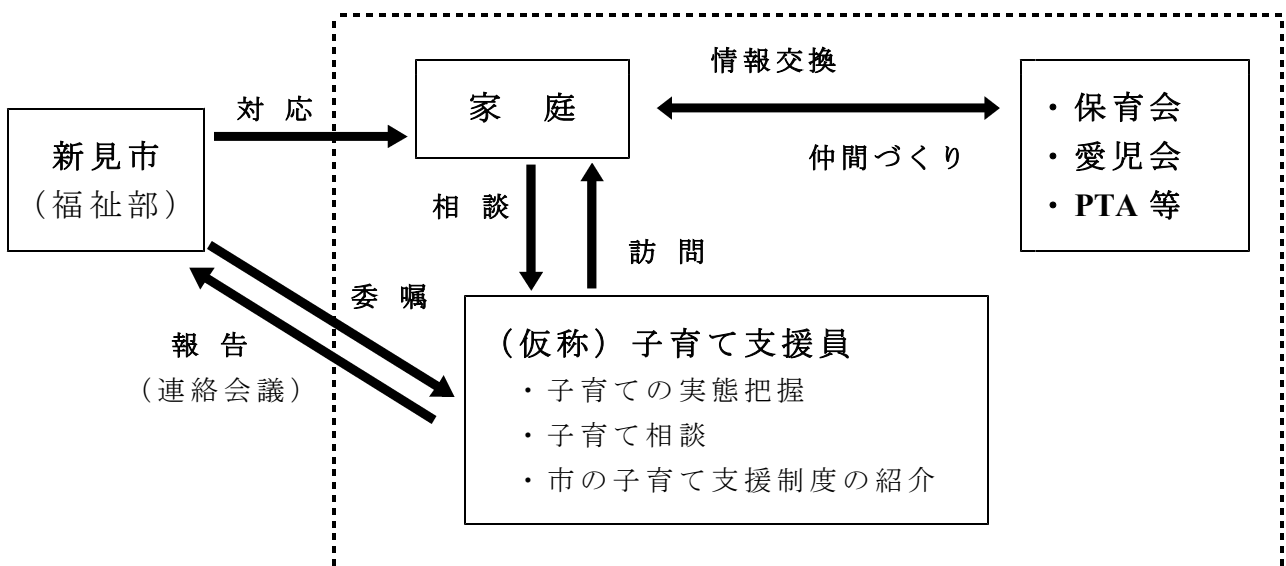 情報交換
家 庭
対 応
・保育会
・愛児会
・PTA 等
新見市
（福祉部）
仲間づくり
相 談
訪 問
委 嘱
報 告
（連絡会議）
（仮称）子育て支援員
・子育ての実態把握
・子育て相談
・市の子育て支援制度の紹介